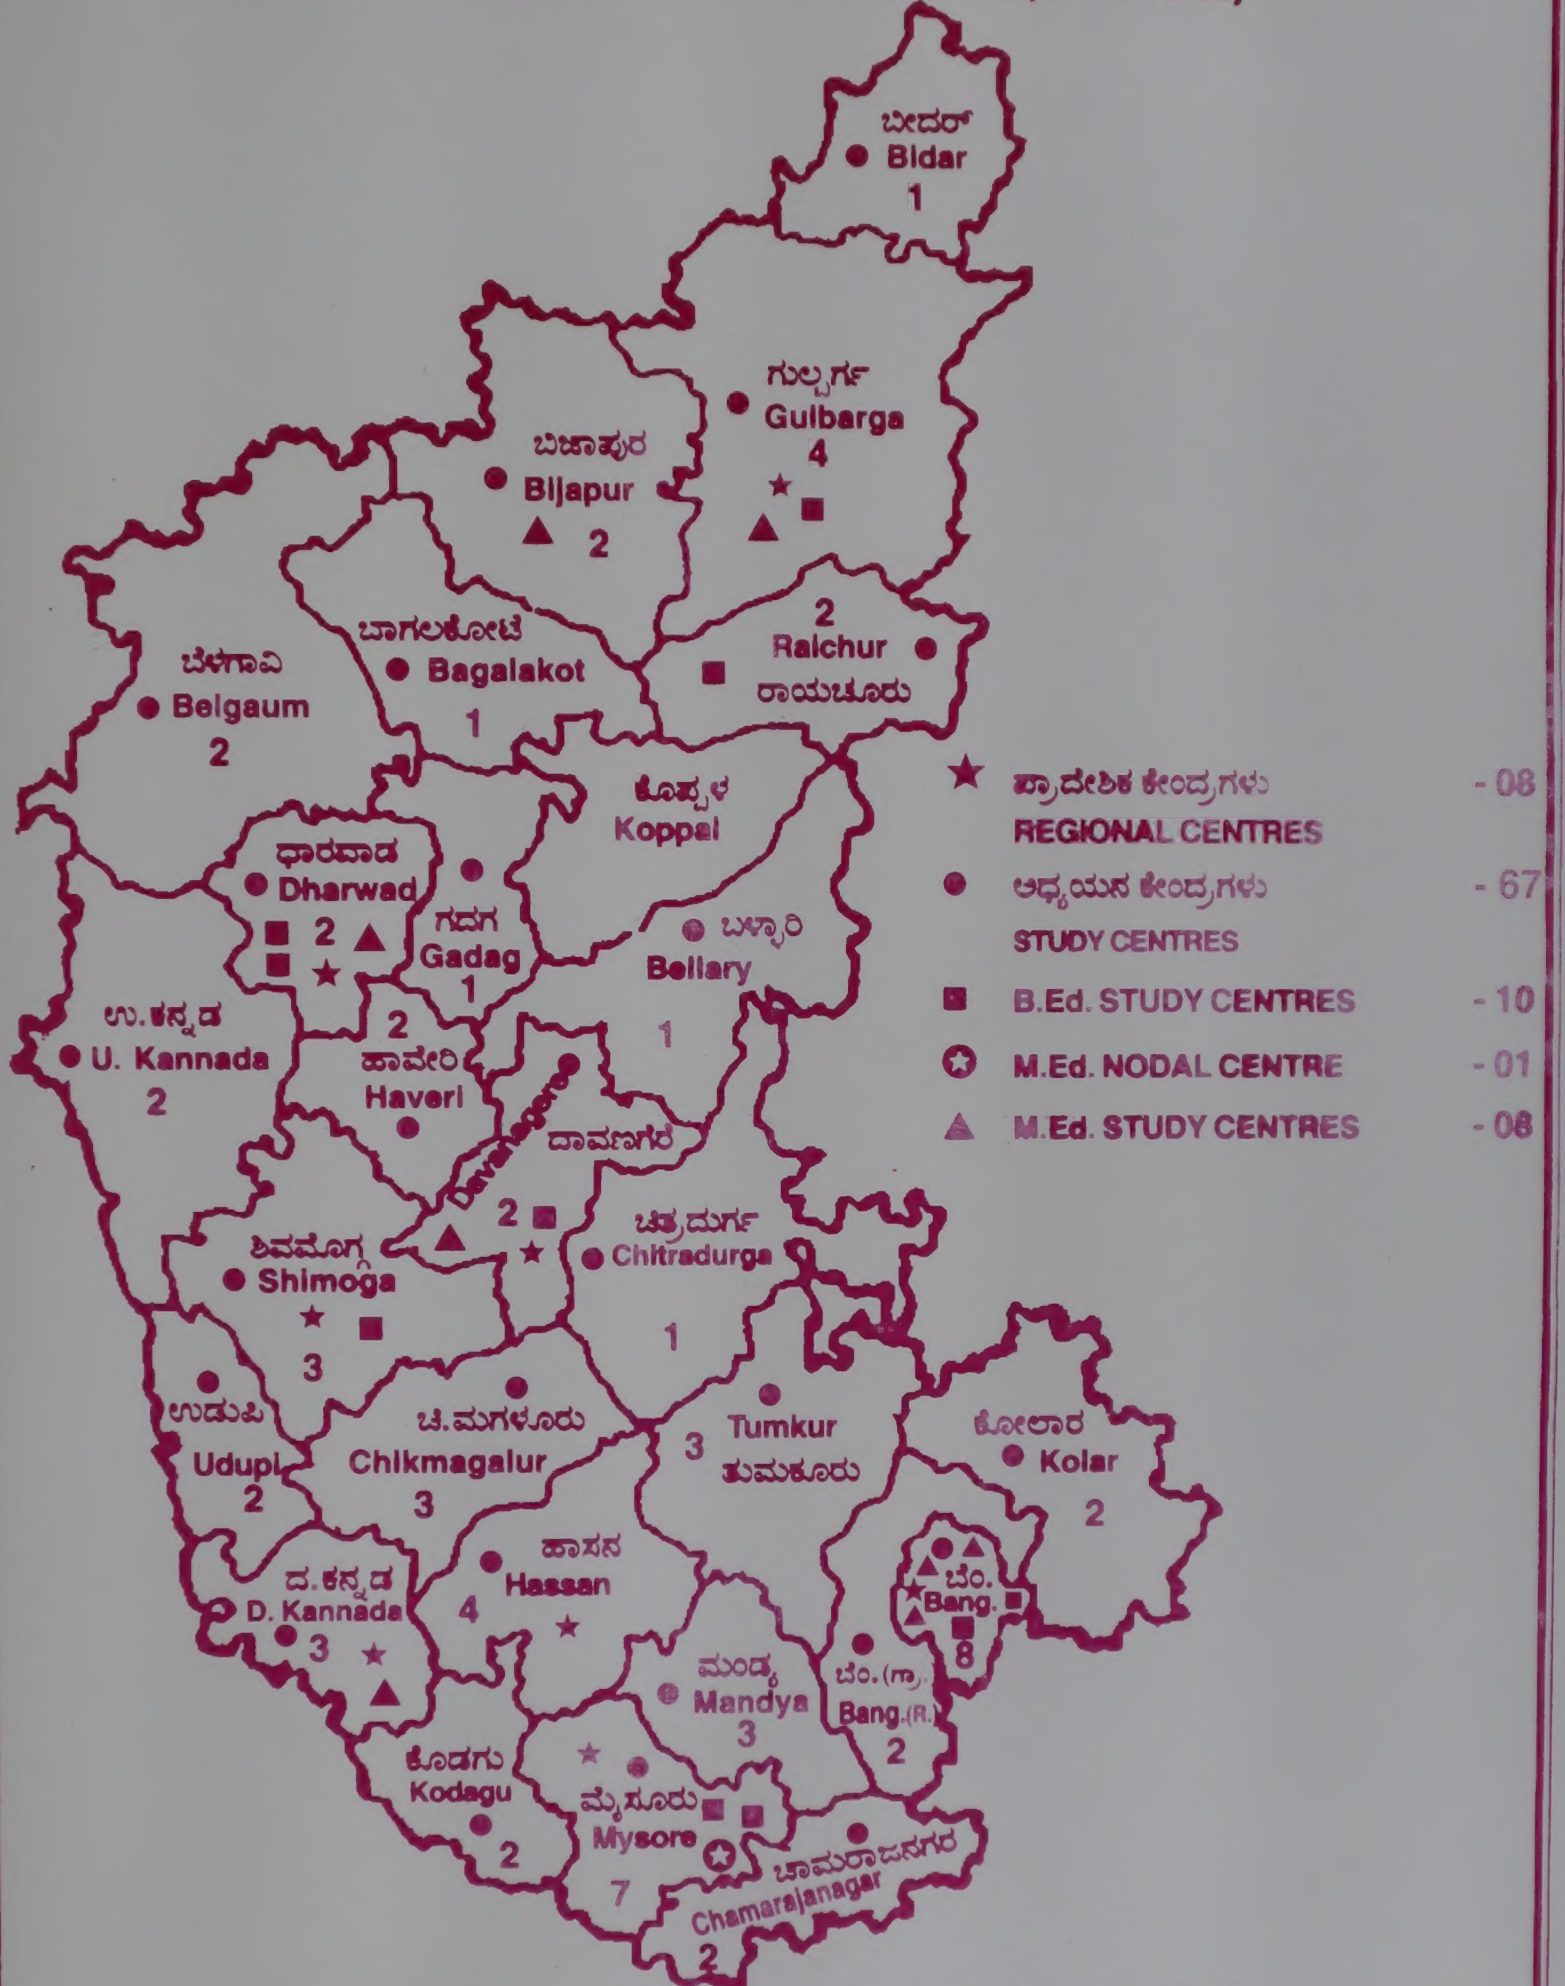 ಬೀದರ್
Bidar
1
ಗುಲ್ಬರ್ಗ
Gulbarga
4
ಬಿಜಾಪುರ
Bijapur
2
2
Raichur
ರಾಯಚೂರು
ಬಾಗಲಕೋಟೆ
Bagalakot
1
ಬೆಳಗಾವಿ
Belgaum
2
ಕೊಪ್ಪಳ
Koppal
ಪ್ರಾದೇಶಿಕ ಕೇಂದ್ರಗಳು - 08
REGIONAL CENTRES
ಅಧ್ಯಯನ ಕೇಂದ್ರಗಳು - 67
STUDY CENTRES
B.Ed. STUDY CENTRES - 10
M.Ed. NODAL CENTRE - 01
M.Ed. STUDY CENTRES - 08
ಧಾರವಾಡ
Dharwad
2
ಗದಗ
Gadag
1
ಬಳ್ಳಾರಿ
Bellary
1
ಉ.ಕನ್ನಡ
U. Kannada
2
2
ಹಾವೇರಿ
Haveri
Davanagere
ದಾವಣಗೆರೆ
2
ಚಿತ್ರದುರ್ಗ
Chitradurga
1
ಶಿವಮೊಗ್ಗ
Shimoga
3
ಉಡುಪಿ
Udupi
2
ಚಿ.ಮಗಳೂರು
Chikmagalur
3
3
Tumkur
ತುಮಕೂರು
ಕೋಲಾರ
Kolar
2
ಹಾಸನ
Hassan
4
ಬೆಂ.
Bang.
8
ದ.ಕನ್ನಡ
D. Kannada
3
ಮಂಡ್ಯ
Mandya
3
ಬೆಂ.(ಗ್ರಾ.
Bang.(R.)
2
ಕೊಡಗು
Kodagu
2
ಮೈಸೂರು
Mysore
7
ಚಾಮರಾಜನಗರ
Chamarajanagar
2